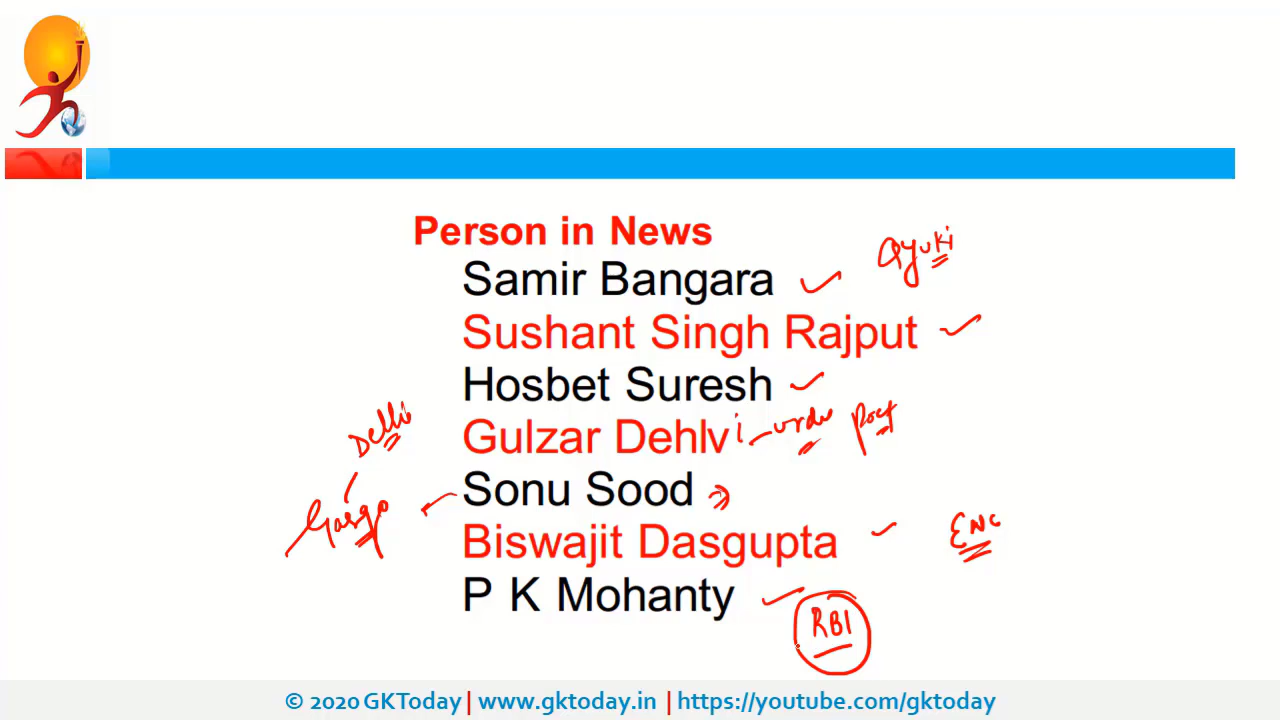 Person in News
Samir Bangara Qyuki
Sushant Singh Rajput
Hosbet Suresh
Delhi
Gulzar Dehlvi - urdu poet
Sonu Sood
Biswajit Dasgupta ENC
P K Mohanty
RBI
© 2020 GKToday | www.gktoday.in | https://youtube.com/gktoday